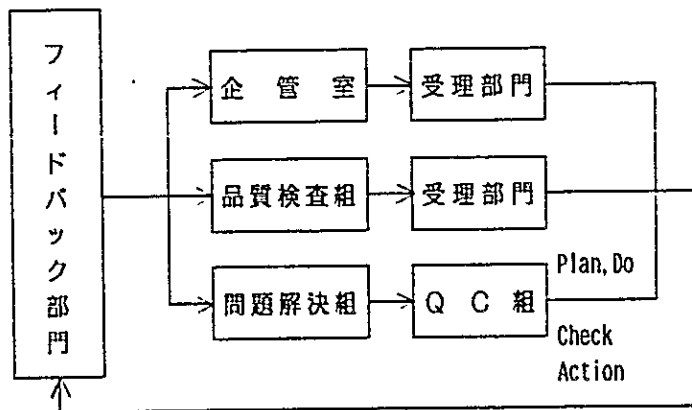 フィードバック部門
企管室
受理部門
品質検査組
受理部門
問題解決組
QC組
Plan,Do
Check
Action